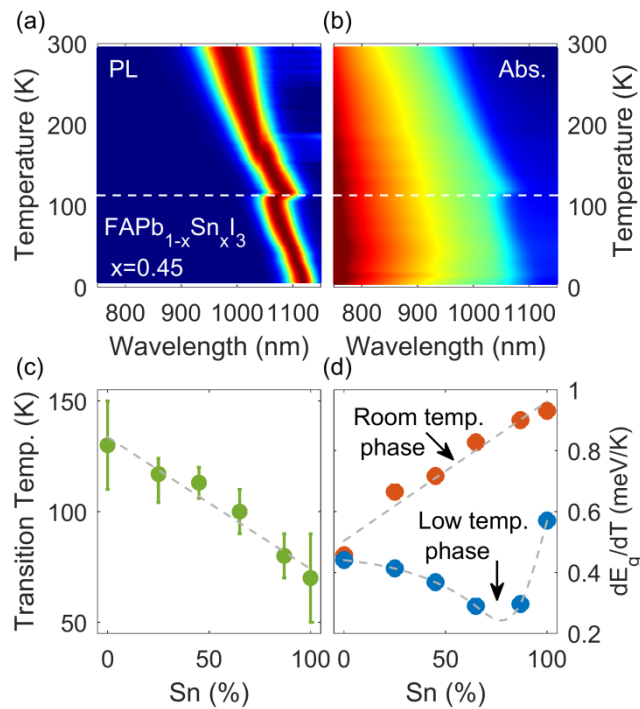 (a)
(b)
300
200
100
0
Temperature (K)
PL
FAPb1-xSnxI3
x=0.45
800 900 1000 1100
Wavelength (nm)
Abs.
300
200
100
0
Temperature (K)
800 900 1000 1100
Wavelength (nm)
(c)
(d)
150
100
50
Transition Temp. (K)
0 50 100
Sn (%)
Room temp.
phase
Low temp.
phase
1
0.8
0.6
0.4
0.2
dEg/dT (meV/K)
0 50 100
Sn (%)